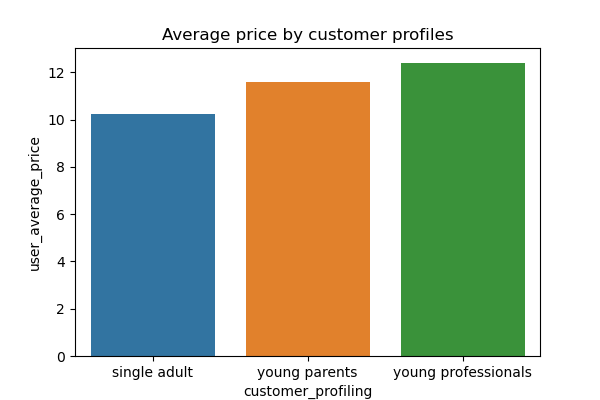 Average price by customer profiles
user_average_price
12
10
8
6
4
2
0
single adult
young parents
young professionals
customer_profiling